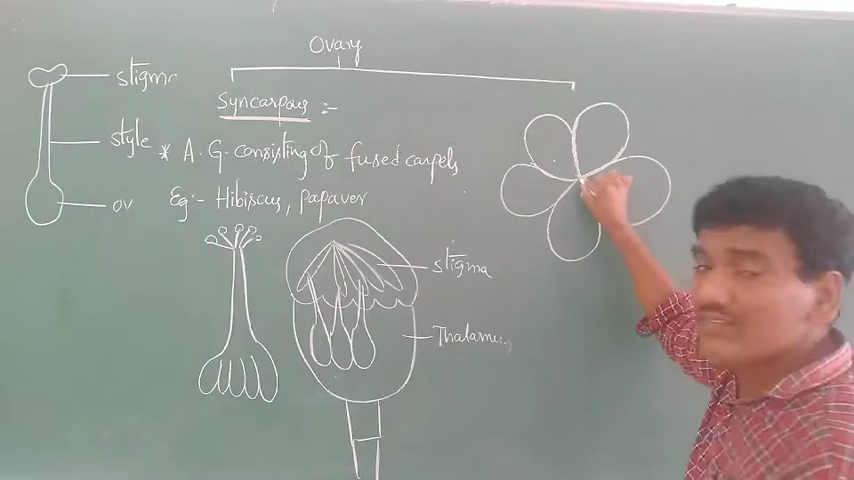 Ovary
Syncarpous :-
* A. G. consisting of fused carpels
Eg:- Hibiscus, papaver
stigma
style
ov
stigma
Thalamus